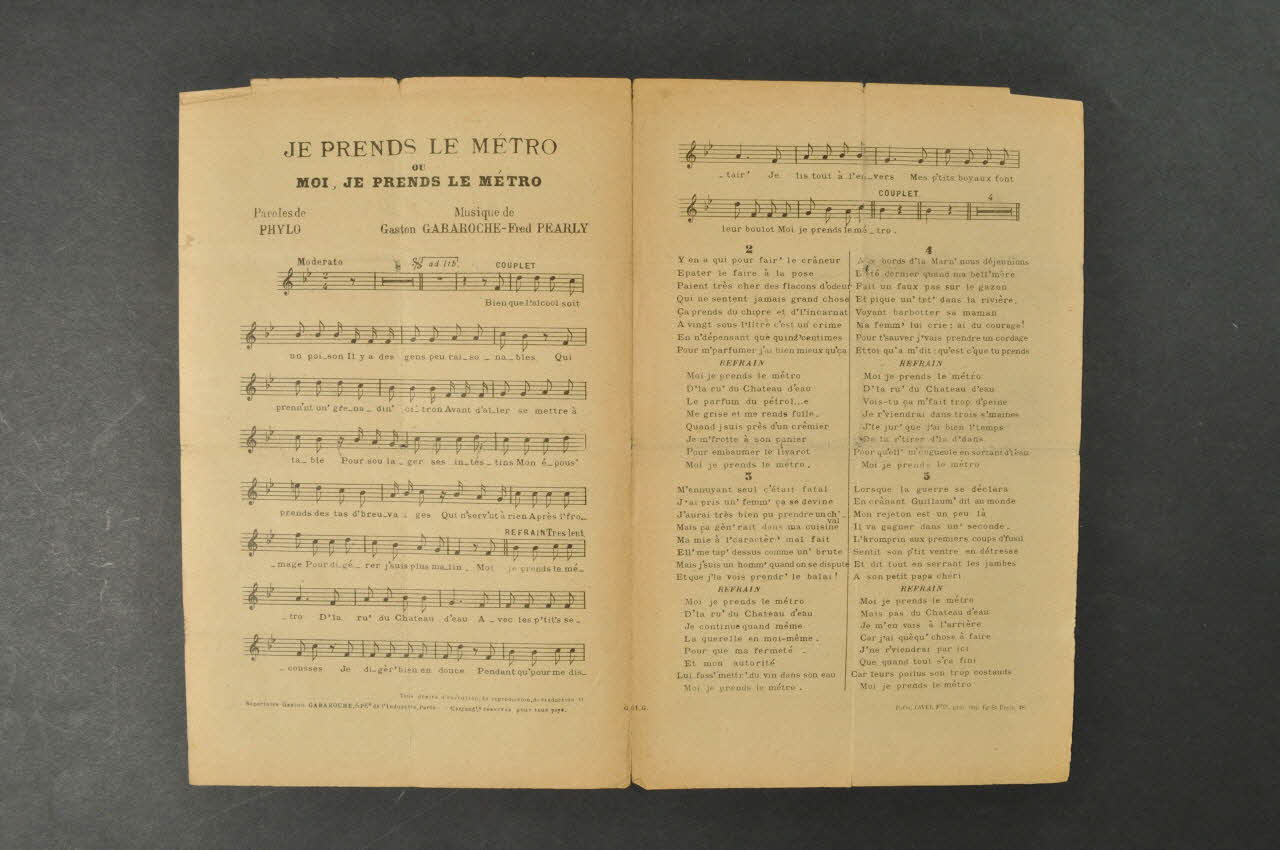 JE PRENDS LE MÉTRO
OU
MOI, JE PRENDS LE MÉTRO
Paroles de
PHYLO
Musique de
Gaston GABAROCHE-Fred PEARLY
Moderato
ad lib.
COUPLET
Bien que l'alcool soit
un poi_son Il y a des gens peu rai_so_na_bles Qui
prenn'nt un' gre_na_din' ci_tron Avant d'al_ler se mettre à
ta_ble Pour sou la_ger ses in_tes_tins Mon é_pous'
prends des tas d'breu_va_ges Qui n'serv'ut à rien Après l'fro_
REFRAIN Tres lent
_mage Pour di_gé_rer j'suis plus ma_lin_ Moi je prends le mé_
_tro D'la ru' du Chateau d'eau A_vec les p'tit's se_
_cousses Je di_gèr' bien en douce Pendant qu'pour me dis_
Tous droits d'exécution, de reproduction, de traduction et
Répertoire Gaston GABAROCHE, de l'Industrie, Paris réservés pour tous pays.
G.61.G.
_trair' Je lis tout à l'en_vers Mes p'tits boyaux font
COUPLET
4
leur boulot Moi je prends le mé_tro.
2
Y en a qui pour fair' le crâneur
Epater le faire à la pose
Paient très cher des flacons d'odeur
Qui ne sentent jamais grand chose
Ça prends du chipre et d'l'incarnat
A vingt sous l'litre c'est un crime
En n'dépensant que quinz'centimes
Pour m'parfumer j'ai bien mieux qu'ça
REFRAIN
Moi je prends le métro
D'la ru' du Chateau d'eau
Le parfum du pétrol...e
Me grise et me rends folle.
Quand j'suis près d'un crémier
Je m'frotte à son panier
Pour embaumer le livarot
Moi je prends le métro.
3
M'ennuyant seul c'était fatal
J'ai pris un' femm' ça se devine
J'aurai très bien pu prendre un ch'_
val
Mais ça gên'rait dans ma cuisine
Ma mie à l'caractèr' mal fait
Ell' me tap' dessus comme un' brute
Mais j'suis un homm' quand on se dispute
Et que j'la vois prendr' le balai!
REFRAIN
Moi je prends le métro
D'la ru' du Chateau d'eau
Je continue quand même
La querelle en moi-même.
Pour que ma fermeté
Et mon autorité
Lui foss' mettr' du vin dans son eau
Moi je prends le métro.
4
bords d'la Marn' nous déjeunions
L'été dernier quand ma bell'mère
Fait un faux pas sur le gazon
Et pique un' tet' dans la rivière.
Voyant barbotter sa maman
Ma femm' lui crie: ai du courage!
Pour t'sauver j'vais prendre un cordage
Et toi qu'a m'dit: qu'est c'que tu prends
REFRAIN
Moi je prends le métro
D'la ru' du Chateau d'eau
Vois-tu ça m'fait trop d'peine
Je r'viendrai dans trois s'maines
J'te jur' que j'ai bien l'temps
De la r'tirer d'la d'dans
Pour qu'ell' m'engueule en sortant d'l'eau
Moi je prends le métro
5
Lorsque la guerre se déclara
En crânant Guillaum' dit au monde
Mon rejeton est un peu là
Il va gagner dans un' seconde.
L'kromprin aux premiers coups d'fusil
Sentit son p'tit ventre en détresse
Et dit tout en serrant les jambes
A son petit papa chéri
REFRAIN
Moi je prends le métro
Mais pas du Chateau d'eau
Je m'en vais à l'arrière
Car j'ai quéqu' chose à faire
J'ne r'viendrai par ici
Que quand tout s'ra fini
Car leurs poilus son trop costauds
Moi je prends le métro